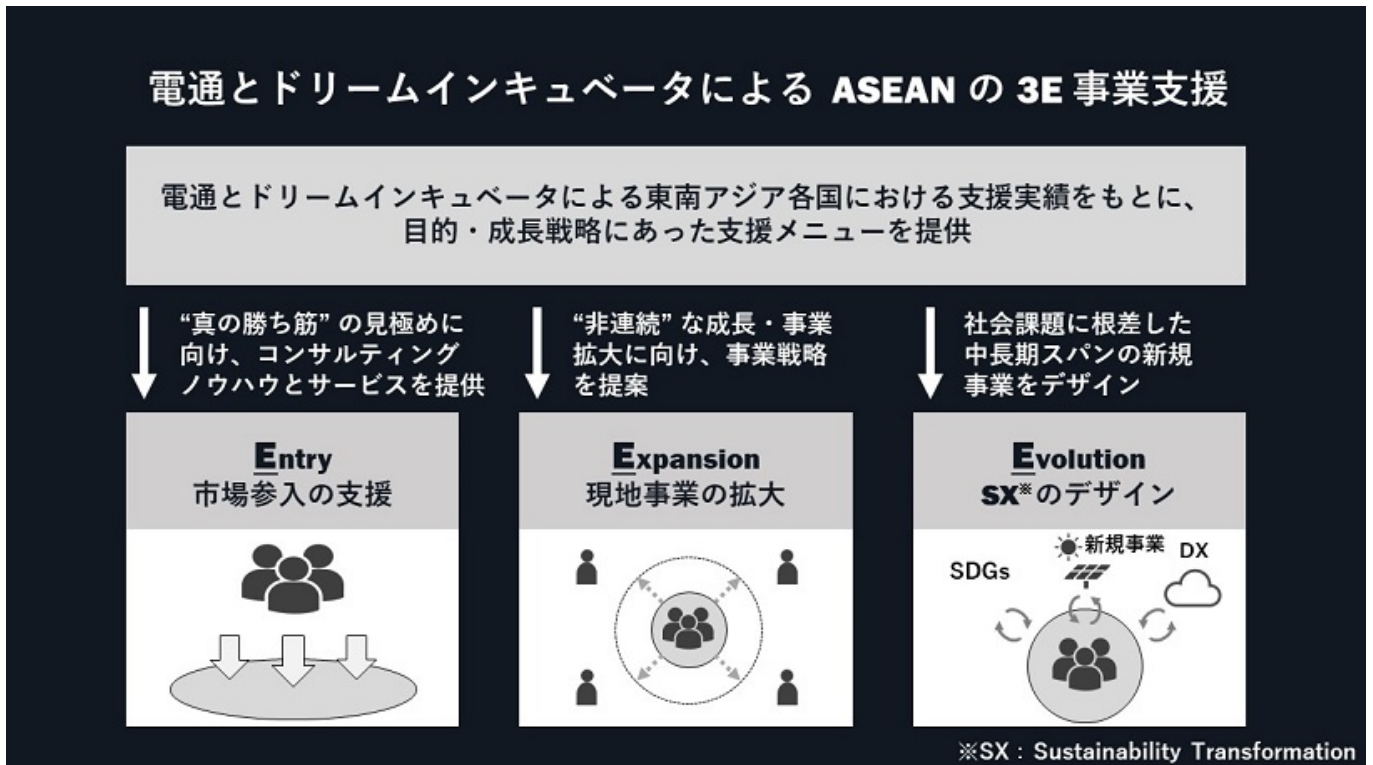 電通とドリームインキュベータによる ASEAN の 3E 事業支援
電通とドリームインキュベータによる東南アジア各国における支援実績をもとに、
目的・成長戦略にあった支援メニューを提供
“真の勝ち筋” の見極めに
向け、コンサルティング
ノウハウとサービスを提供
“非連続” な成長・事業
拡大に向け、事業戦略
を提案
社会課題に根差した
中長期スパンの新規
事業をデザイン
Entry
市場参入の支援
Expansion
現地事業の拡大
Evolution
SX※のデザイン
新規事業
DX
SDGs
※SX : Sustainability Transformation